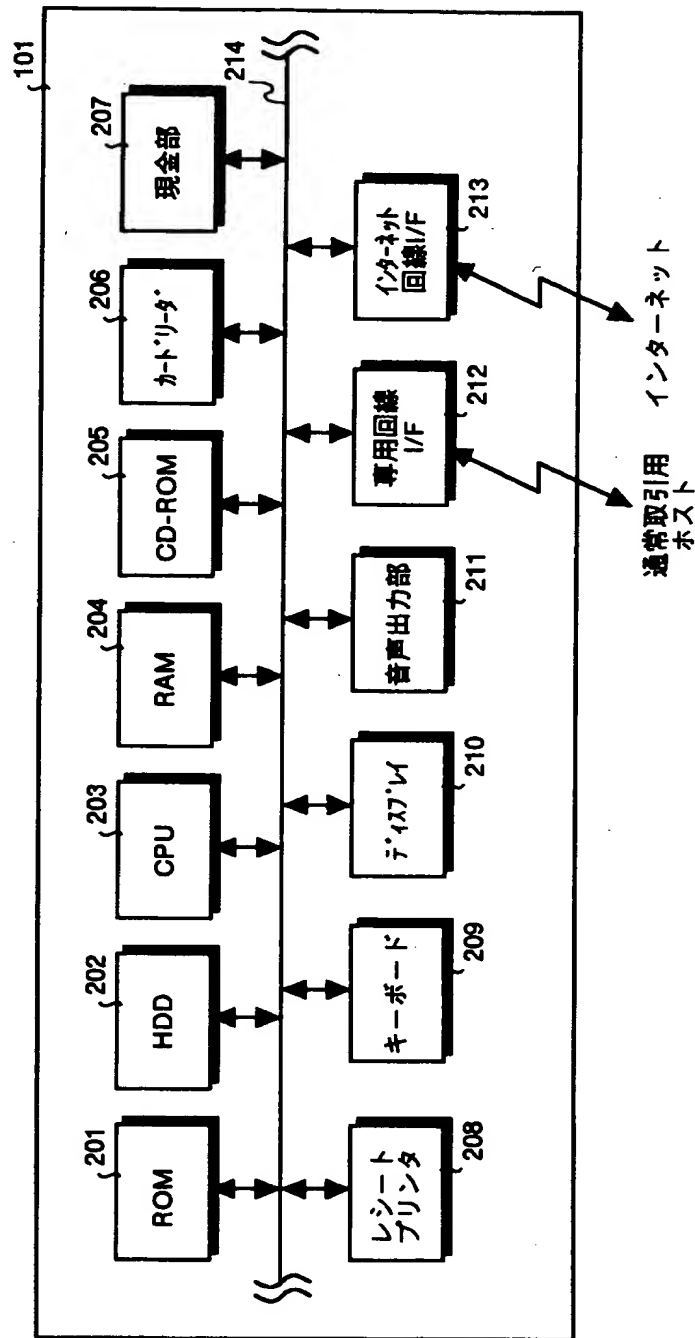 101
201
ROM
202
HDD
203
CPU
204
RAM
205
CD-ROM
206
カードリーダ
207
現金部
214
レシート
プリンタ
208
キーボード
209
ディスプレイ
210
音声出力部
211
専用回線
I/F
212
インターネット
回線I/F
213
通常取引用
ホスト
インターネット